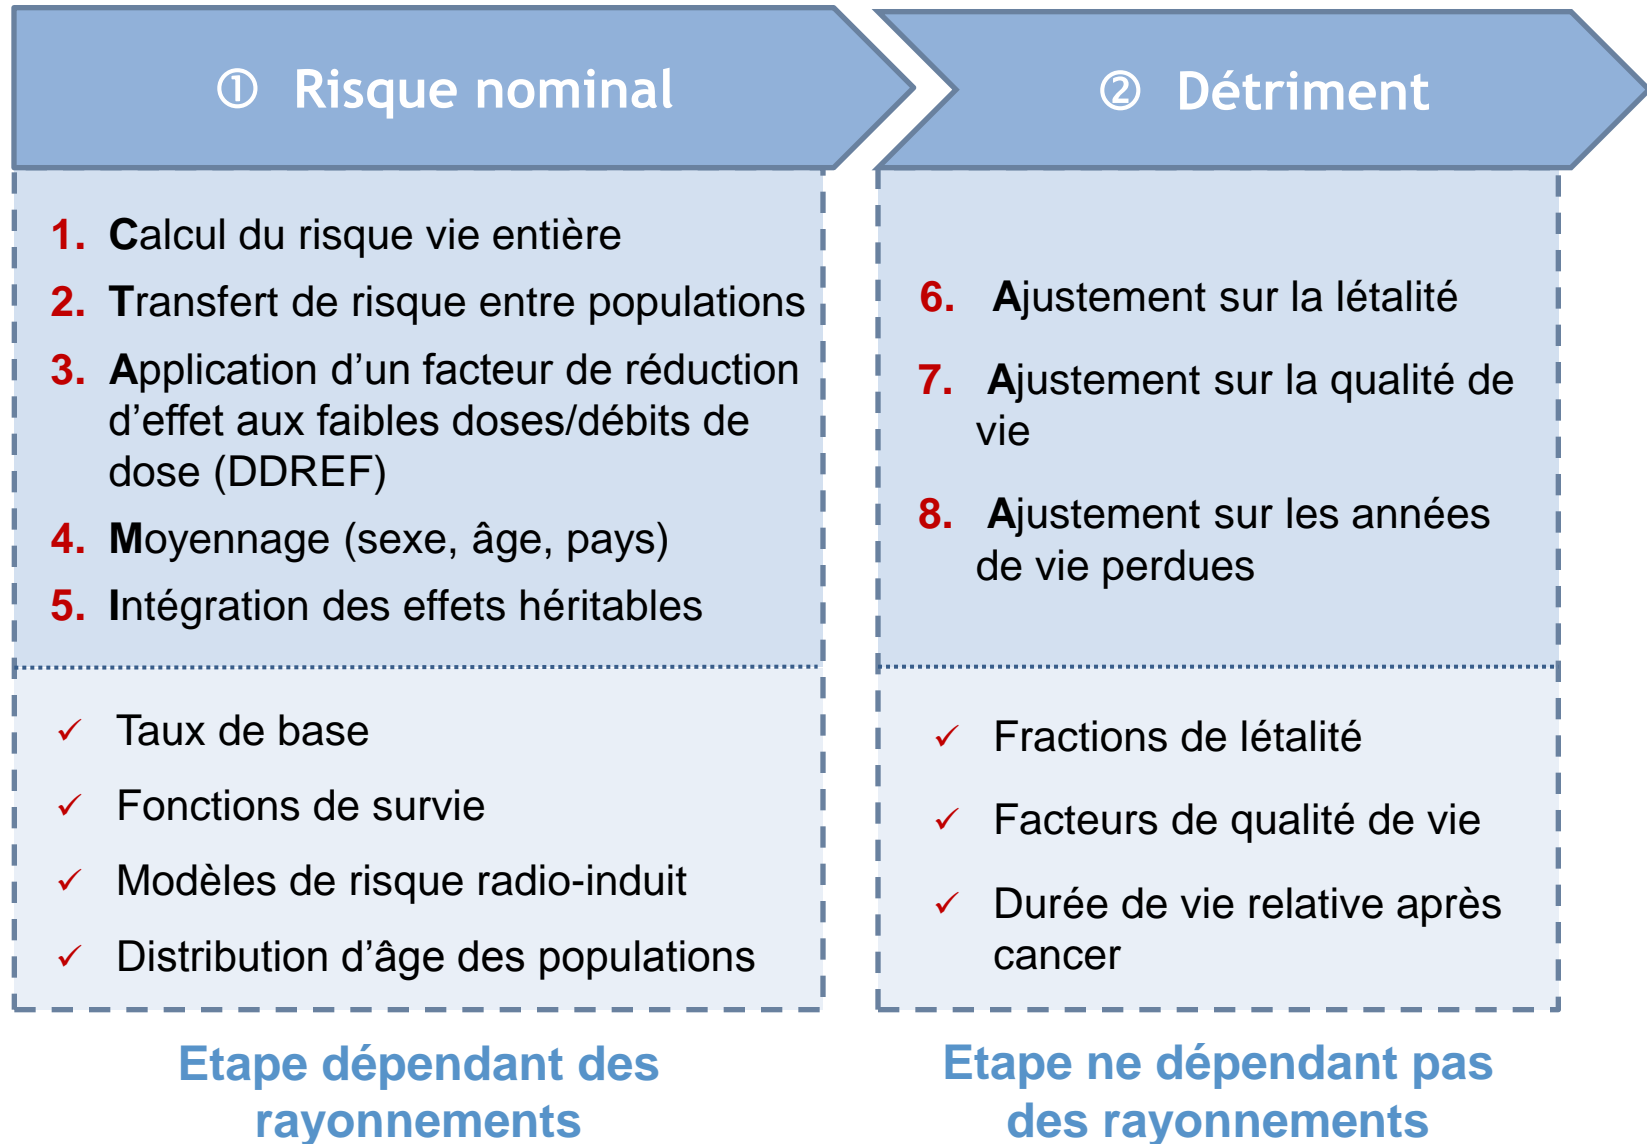 ① Risque nominal
1. Calcul du risque vie entière
2. Transfert de risque entre populations
3. Application d’un facteur de réduction
d’effet aux faibles doses/débits de
dose (DDREF)
4. Moyennage (sexe, âge, pays)
5. Intégration des effets héritables
✓ Taux de base
✓ Fonctions de survie
✓ Modèles de risque radio-induit
✓ Distribution d’âge des populations
Etape dépendant des
rayonnements
② Détriment
6. Ajustement sur la létalité
7. Ajustement sur la qualité de
vie
8. Ajustement sur les années
de vie perdues
✓ Fractions de létalité
✓ Facteurs de qualité de vie
✓ Durée de vie relative après
cancer
Etape ne dépendant pas
des rayonnements